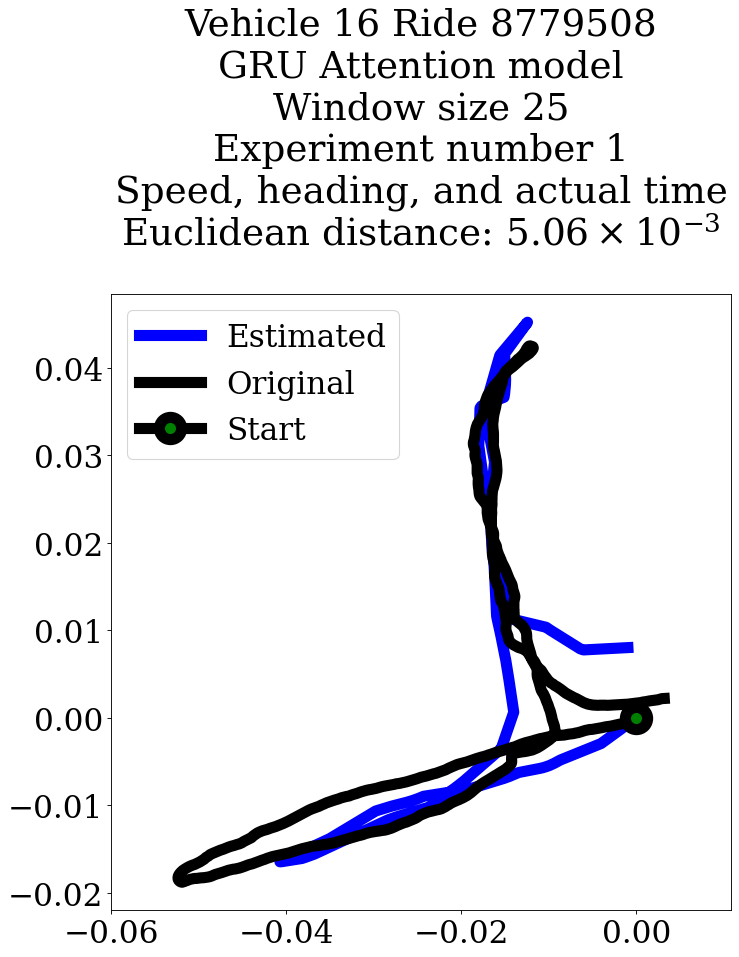 Vehicle 16 Ride 8779508
GRU Attention model
Window size 25
Experiment number 1
Speed, heading, and actual time
Euclidean distance: 5.06 × 10⁻³
Estimated
Original
Start
0.04
0.03
0.02
0.01
0.00
−0.01
−0.02
−0.06 −0.04 −0.02 0.00